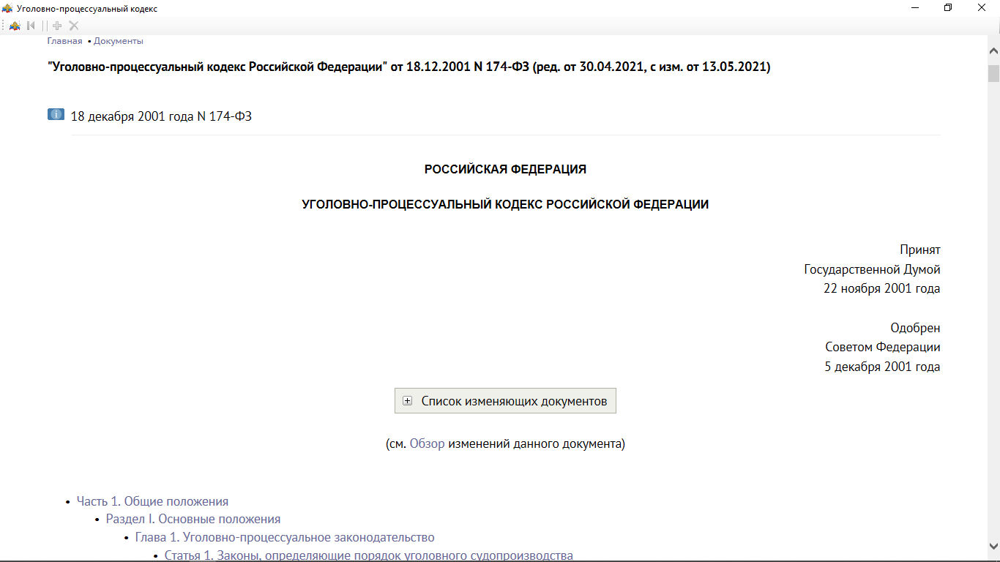 Уголовно-процессуальный кодекс
Главная • Документы
"Уголовно-процессуальный кодекс Российской Федерации" от 18.12.2001 N 174-ФЗ (ред. от 30.04.2021, с изм. от 13.05.2021)
18 декабря 2001 года N 174-ФЗ
РОССИЙСКАЯ ФЕДЕРАЦИЯ
УГОЛОВНО-ПРОЦЕССУАЛЬНЫЙ КОДЕКС РОССИЙСКОЙ ФЕДЕРАЦИИ
Принят
Государственной Думой
22 ноября 2001 года
Одобрен
Советом Федерации
5 декабря 2001 года
Список изменяющих документов
(см. Обзор изменений данного документа)
• Часть 1. Общие положения
• Раздел I. Основные положения
• Глава 1. Уголовно-процессуальное законодательство
• Статья 1. Законы, определяющие порядок уголовного судопроизводства